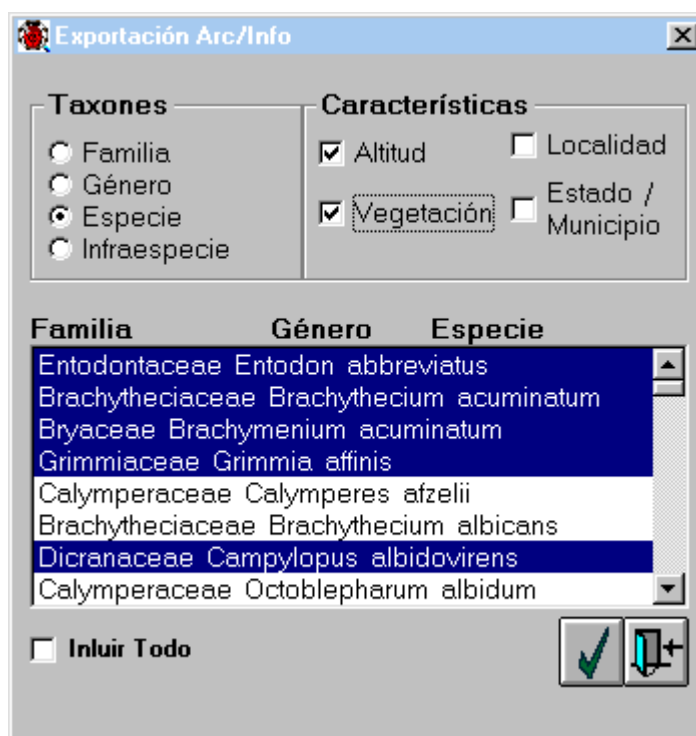 Exportación Arc/Info
Taxones
Familia
Género
Especie
Infraespecie
Características
Altitud
Localidad
Vegetación
Estado /
Municipio
Familia Género Especie
Entodontaceae Entodon abbreviatus
Brachytheciaceae Brachythecium acuminatum
Bryaceae Brachymenium acuminatum
Grimmiaceae Grimmia affinis
Calymperaceae Calymperes afzelii
Brachytheciaceae Brachythecium albicans
Dicranaceae Campylopus albidovirens
Calymperaceae Octoblepharum albidum
Inluir Todo